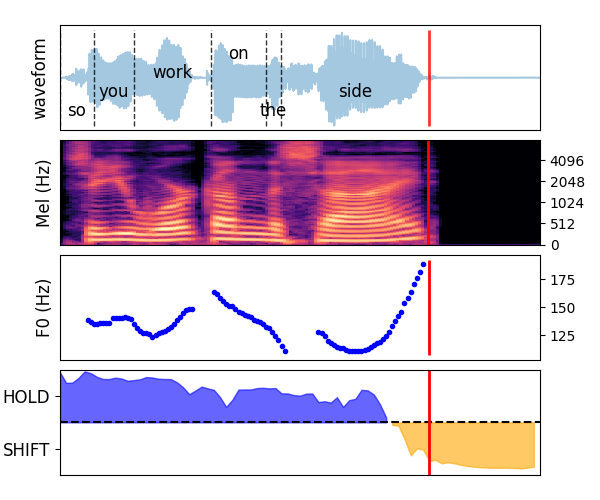 waveform
so
you
work
on
the
side
Mel (Hz)
4096
2048
1024
512
0
F0 (Hz)
175
150
125
HOLD
SHIFT